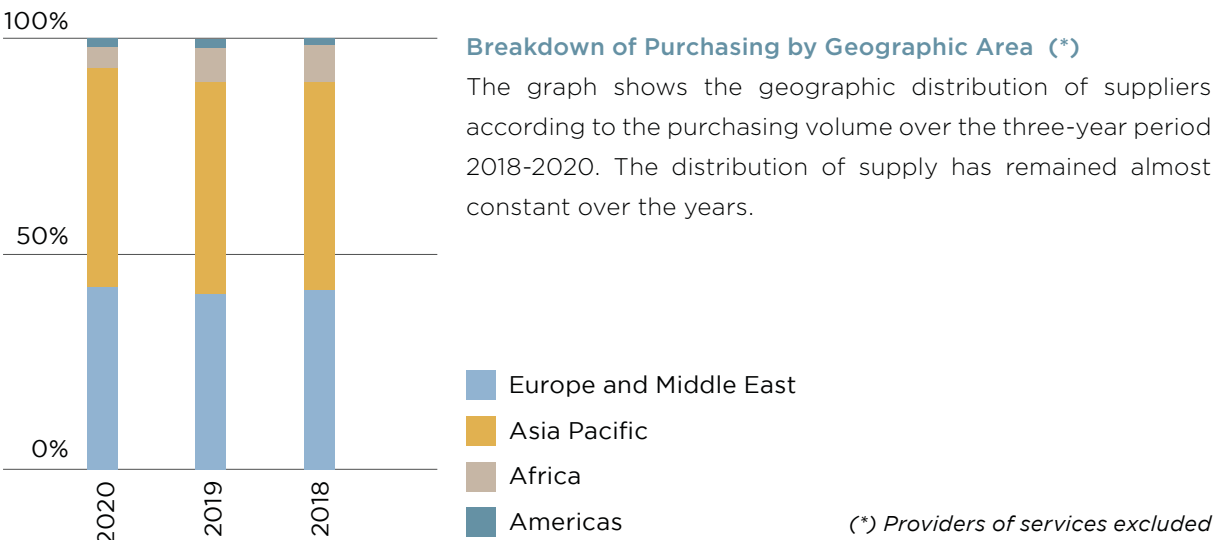 100%
50%
0%
2020
2019
2018
Breakdown of Purchasing by Geographic Area (*)
The graph shows the geographic distribution of suppliers
according to the purchasing volume over the three-year period
2018-2020. The distribution of supply has remained almost
constant over the years.
Europe and Middle East
Asia Pacific
Africa
Americas
(*) Providers of services excluded